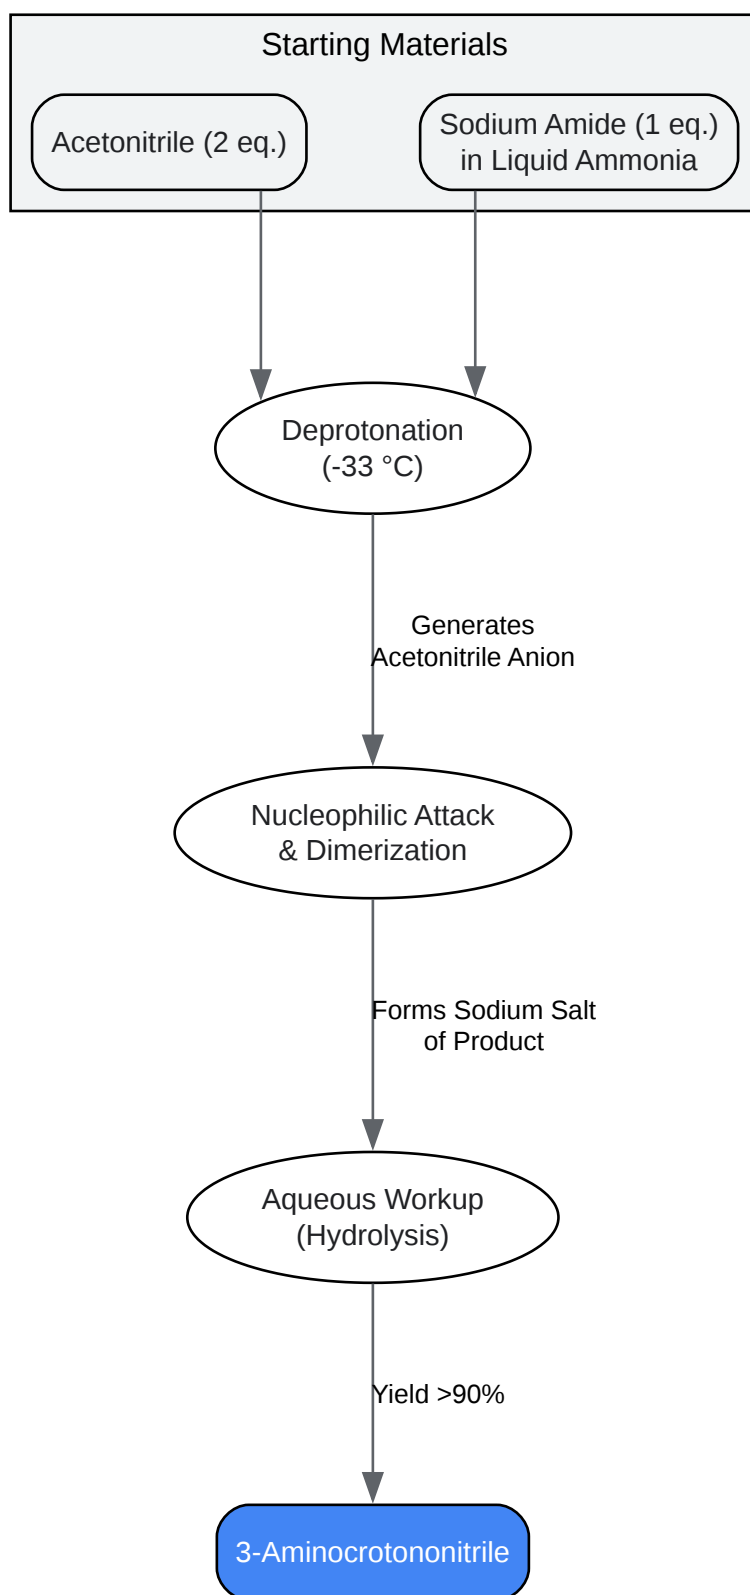 Starting Materials
Acetonitrile (2 eq.)
Sodium Amide (1 eq.)
in Liquid Ammonia
Deprotonation
(-33 °C)
Generates
Acetonitrile Anion
Nucleophilic Attack
& Dimerization
Forms Sodium Salt
of Product
Aqueous Workup
(Hydrolysis)
Yield >90%
3-Aminocrotononitrile